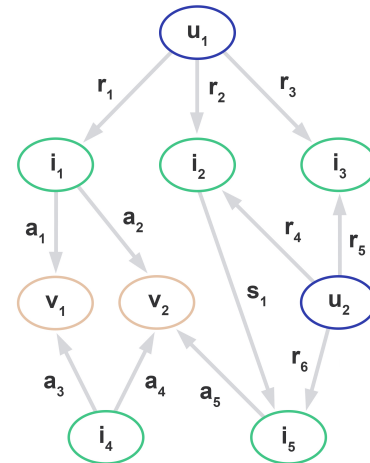 u₁
r₁ r₂ r₃
i₁ i₂ i₃
a₁ a₂ r₄ r₅
s₁
v₁ v₂ u₂
a₃ a₄ a₅ r₆
i₄ i₅